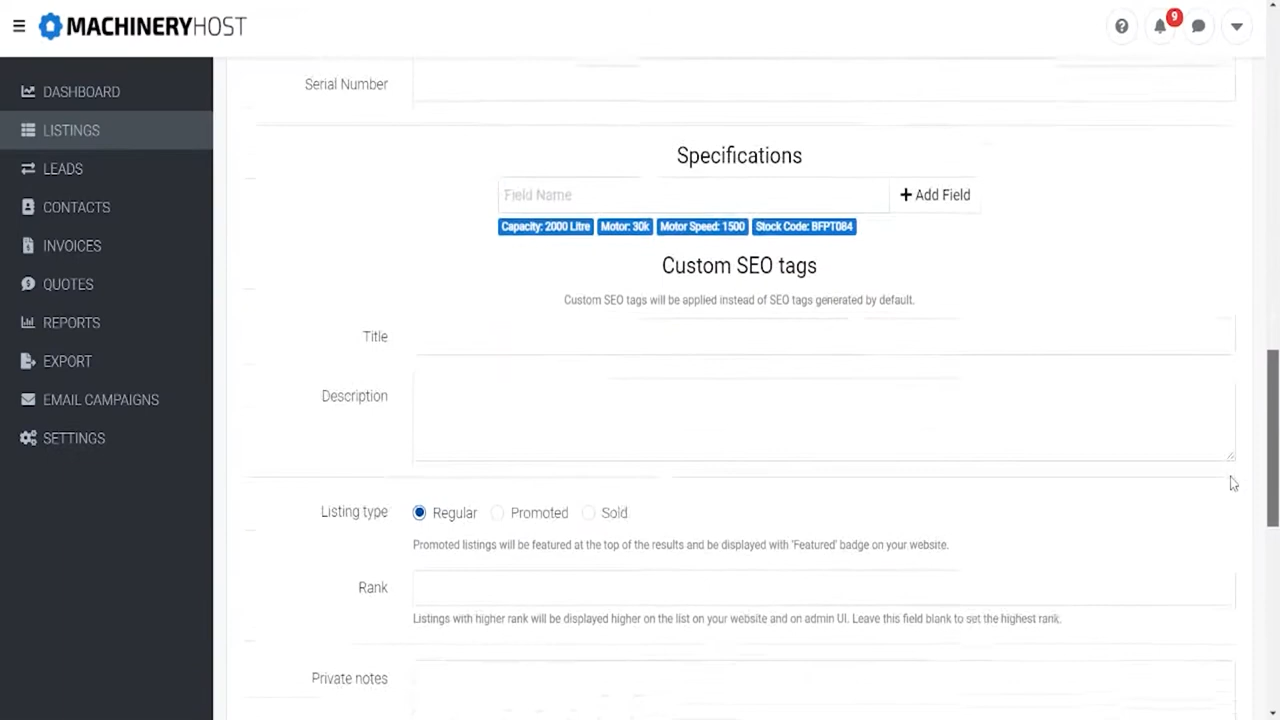 MACHINERYHOST
9
DASHBOARD
LISTINGS
LEADS
CONTACTS
INVOICES
QUOTES
REPORTS
EXPORT
EMAIL CAMPAIGNS
SETTINGS
Serial Number
Specifications
Field Name
Add Field
Capacity: 2000 Litre Motor: 30k Motor Speed: 1500 Stock Code: BFPT084
Custom SEO tags
Custom SEO tags will be applied instead of SEO tags generated by default.
Title
Description
Listing type Regular Promoted Sold
Promoted listings will be featured at the top of the results and be displayed with 'Featured' badge on your website.
Rank
Listings with higher rank will be displayed higher on the list on your website and on admin UI. Leave this field blank to set the highest rank.
Private notes